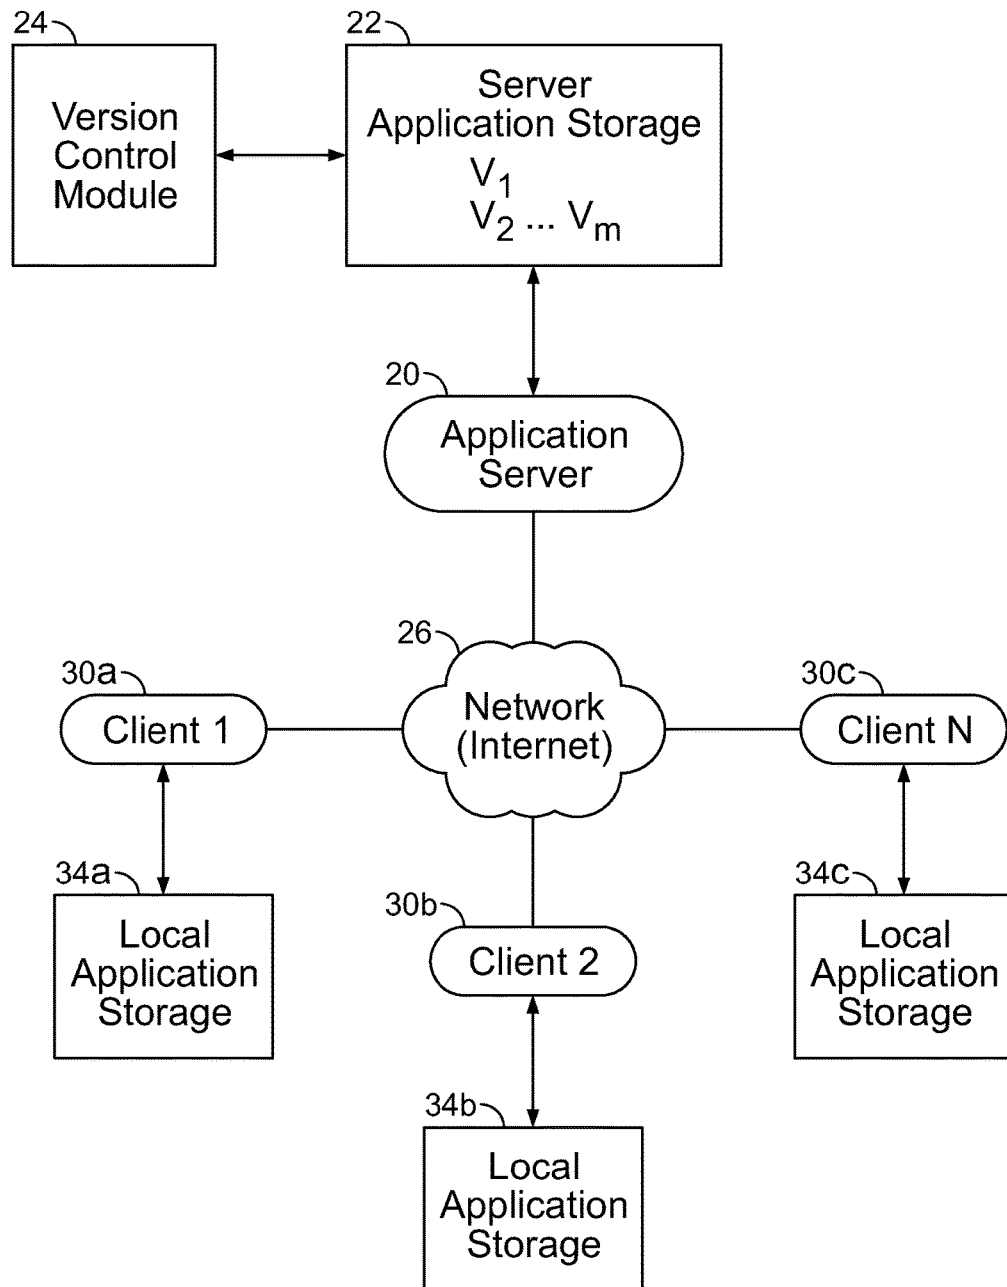 24
Version
Control
Module
22
Server
Application Storage
V1
V2 ... Vm
20
Application
Server
26
Network
(Internet)
30a
Client 1
30c
Client N
34a
Local
Application
Storage
30b
Client 2
34c
Local
Application
Storage
34b
Local
Application
Storage